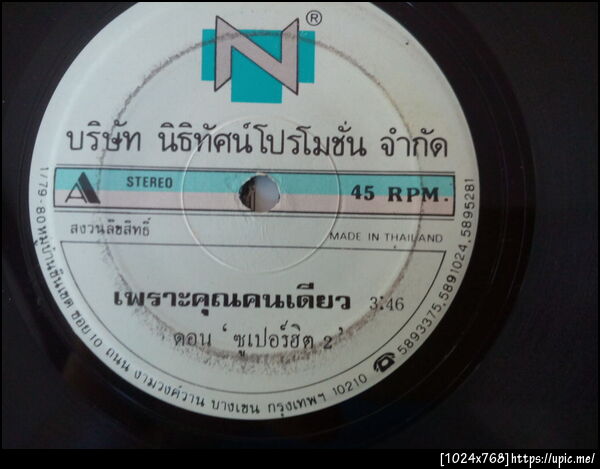 N ®
บริษัท นิธิทัศน์โปรโมชั่น จำกัด
A STEREO 45 RPM.
สงวนลิขสิทธิ์ MADE IN THAILAND
เพราะคุณคนเดียว 3:46
ตอน 'ซูเปอร์ฮิต 2'
1/79-80 หมู่บ้านชินเขต ซอย 10 ถนน งามวงศ์วาน บางเขน กรุงเทพฯ 10210 ☎ 5893375, 5891024, 5895281
[1024x768]https://upic.me/